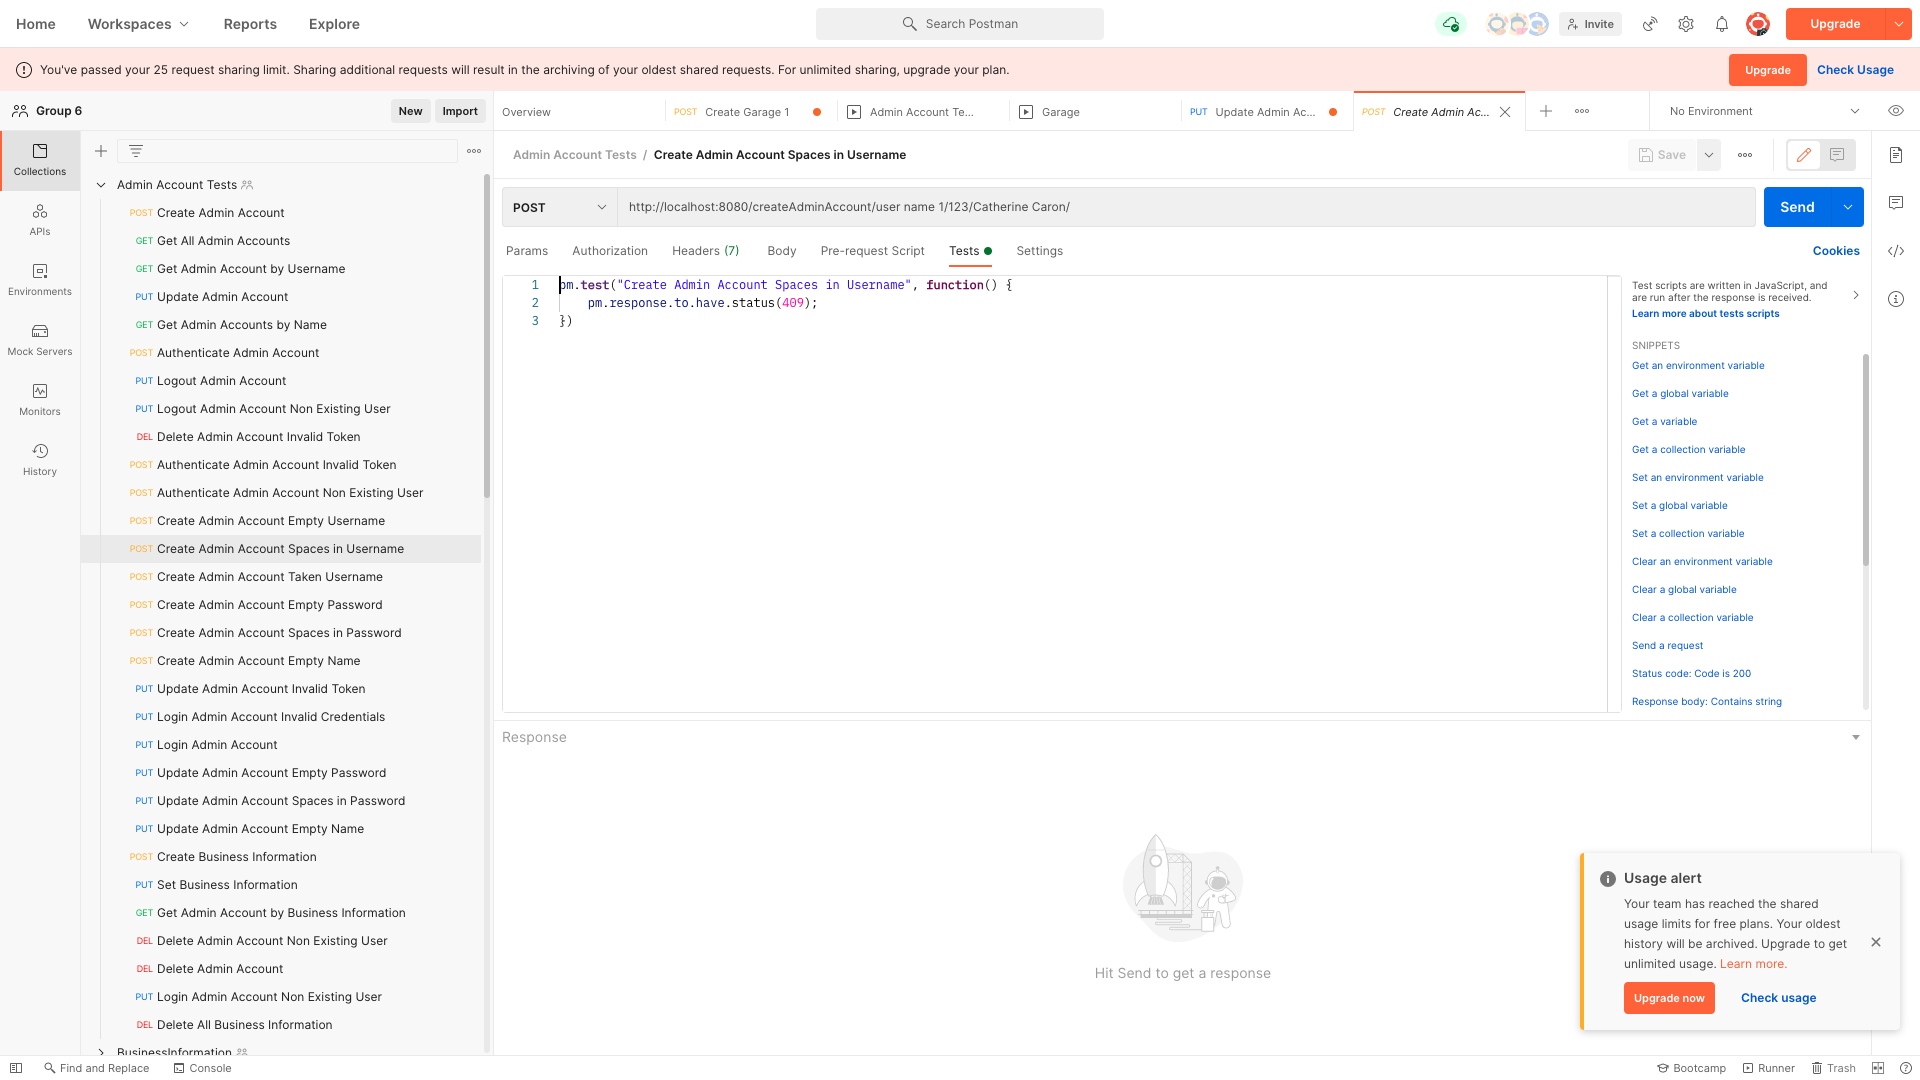 Home
Workspaces
Reports
Explore
Search Postman
Invite
Upgrade
You've passed your 25 request sharing limit. Sharing additional requests will result in the archiving of your oldest shared requests. For unlimited sharing, upgrade your plan.
Upgrade
Check Usage
Group 6
New
Import
Overview
POST Create Garage 1
Admin Account Te...
Garage
PUT Update Admin Ac...
POST Create Admin Ac...
No Environment
Collections
APIs
Environments
Mock Servers
Monitors
History
Admin Account Tests
POST Create Admin Account
GET Get All Admin Accounts
GET Get Admin Account by Username
PUT Update Admin Account
GET Get Admin Accounts by Name
POST Authenticate Admin Account
PUT Logout Admin Account
PUT Logout Admin Account Non Existing User
DEL Delete Admin Account Invalid Token
POST Authenticate Admin Account Invalid Token
POST Authenticate Admin Account Non Existing User
POST Create Admin Account Empty Username
POST Create Admin Account Spaces in Username
POST Create Admin Account Taken Username
POST Create Admin Account Empty Password
POST Create Admin Account Spaces in Password
POST Create Admin Account Empty Name
PUT Update Admin Account Invalid Token
PUT Login Admin Account Invalid Credentials
PUT Login Admin Account
PUT Update Admin Account Empty Password
PUT Update Admin Account Spaces in Password
PUT Update Admin Account Empty Name
POST Create Business Information
PUT Set Business Information
GET Get Admin Account by Business Information
DEL Delete Admin Account Non Existing User
DEL Delete Admin Account
PUT Login Admin Account Non Existing User
DEL Delete All Business Information
BusinessInformation
Admin Account Tests / Create Admin Account Spaces in Username
Save
POST
http://localhost:8080/createAdminAccount/user name 1/123/Catherine Caron/
Send
Params
Authorization
Headers (7)
Body
Pre-request Script
Tests
Settings
Cookies
1 pm.test("Create Admin Account Spaces in Username", function() {
2 pm.response.to.have.status(409);
3 })
Test scripts are written in JavaScript, and
are run after the response is received.
Learn more about tests scripts
SNIPPETS
Get an environment variable
Get a global variable
Get a variable
Get a collection variable
Set an environment variable
Set a global variable
Set a collection variable
Clear an environment variable
Clear a global variable
Clear a collection variable
Send a request
Status code: Code is 200
Response body: Contains string
Response
Hit Send to get a response
Usage alert
Your team has reached the shared
usage limits for free plans. Your oldest
history will be archived. Upgrade to get
unlimited usage. Learn more.
Upgrade now
Check usage
Find and Replace
Console
Bootcamp
Runner
Trash